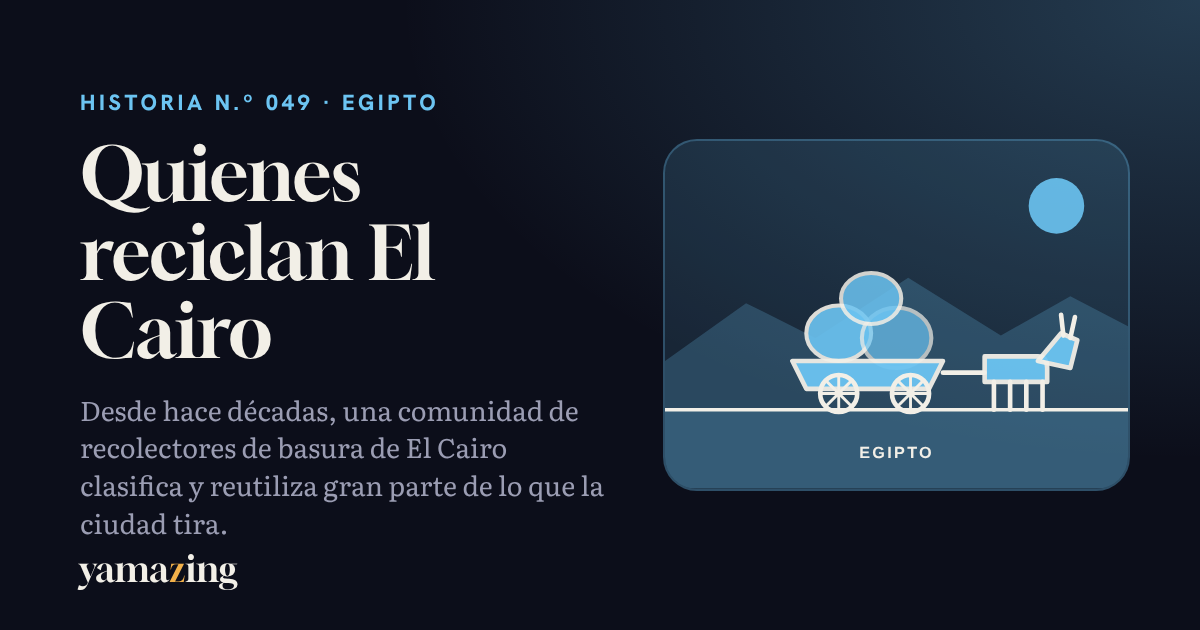 HISTORIA N.º 049 · EGIPTO
Quienes
reciclan El
Cairo
Desde hace décadas, una comunidad de
recolectores de basura de El Cairo
clasifica y reutiliza gran parte de lo que la
ciudad tira.
yamazing
EGIPTO